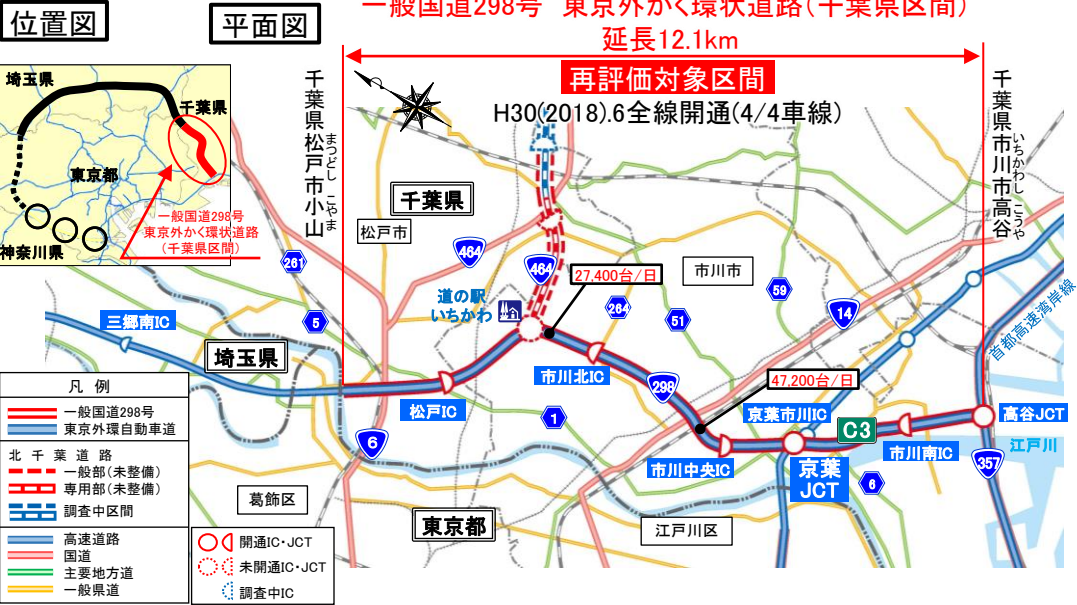 位置図
平面図
一般国道298号 東京外かく環状道路(千葉県区間)
延長12.1km
再評価対象区間
H30(2018).6全線開通(4/4車線)
千葉県松戸市小山
まつどし こやま
千葉県市川市高谷
いちかわし こうや
埼玉県
千葉県
東京都
神奈川県
一般国道298号
東京外かく環状道路
(千葉県区間)
千葉県
松戸市
261
464
464
27,400台/日
市川市
59
264
51
14
道の駅
いちかわ
5
三郷南IC
埼玉県
首都高速湾岸線
市川北IC
298
47,200台/日
松戸IC
1
京葉市川IC
高谷JCT
C3
6
市川中央IC
京葉
JCT
市川南IC
江戸川
6
357
葛飾区
東京都
江戸川区
凡 例
一般国道298号
東京外環自動車道
北千葉道路
一般部(未整備)
専用部(未整備)
調査中区間
高速道路
国道
主要地方道
一般県道
開通IC・JCT
未開通IC・JCT
調査中IC